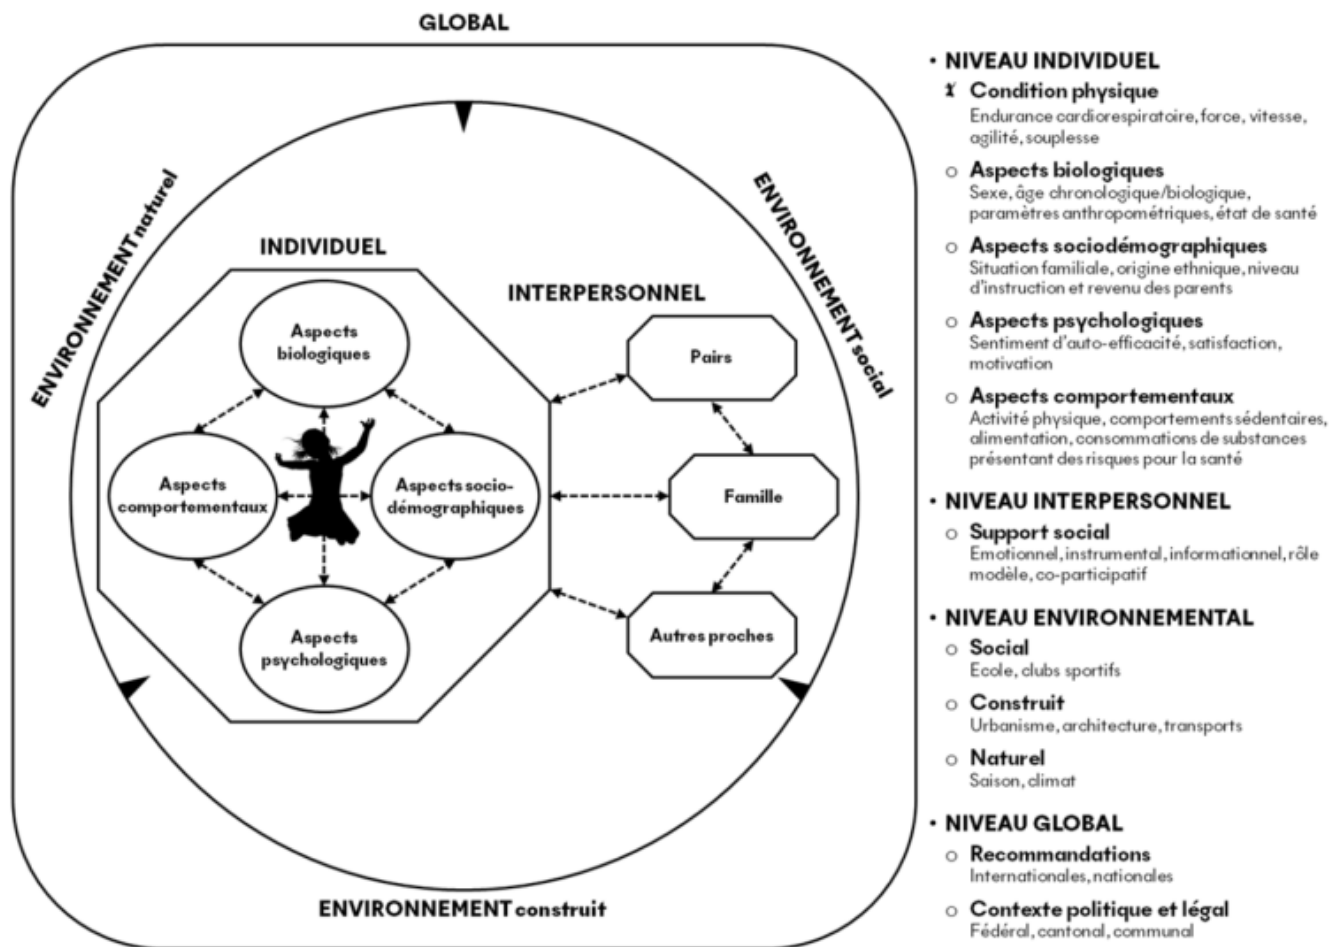 GLOBAL
ENVIRONNEMENT naturel
ENVIRONNEMENT social
INDIVIDUEL
INTERPERSONNEL
Aspects
biologiques
Pairs
Aspects
comportementaux
Aspects socio-
démographiques
Famille
Aspects
psychologiques
Autres proches
ENVIRONNEMENT construit
• NIVEAU INDIVIDUEL
Condition physique
Endurance cardiorespiratoire, force, vitesse,
agilité, souplesse
o Aspects biologiques
Sexe, âge chronologique/biologique,
paramètres anthropométriques, état de santé
o Aspects sociodémographiques
Situation familiale, origine ethnique, niveau
d'instruction et revenu des parents
o Aspects psychologiques
Sentiment d'auto-efficacité, satisfaction,
motivation
o Aspects comportementaux
Activité physique, comportements sédentaires,
alimentation, consommations de substances
présentant des risques pour la santé
• NIVEAU INTERPERSONNEL
o Support social
Emotionnel, instrumental, informationnel, rôle
modèle, co-participatif
• NIVEAU ENVIRONNEMENTAL
o Social
Ecole, clubs sportifs
o Construit
Urbanisme, architecture, transports
o Naturel
Saison, climat
• NIVEAU GLOBAL
o Recommandations
Internationales, nationales
o Contexte politique et légal
Fédéral, cantonal, communal